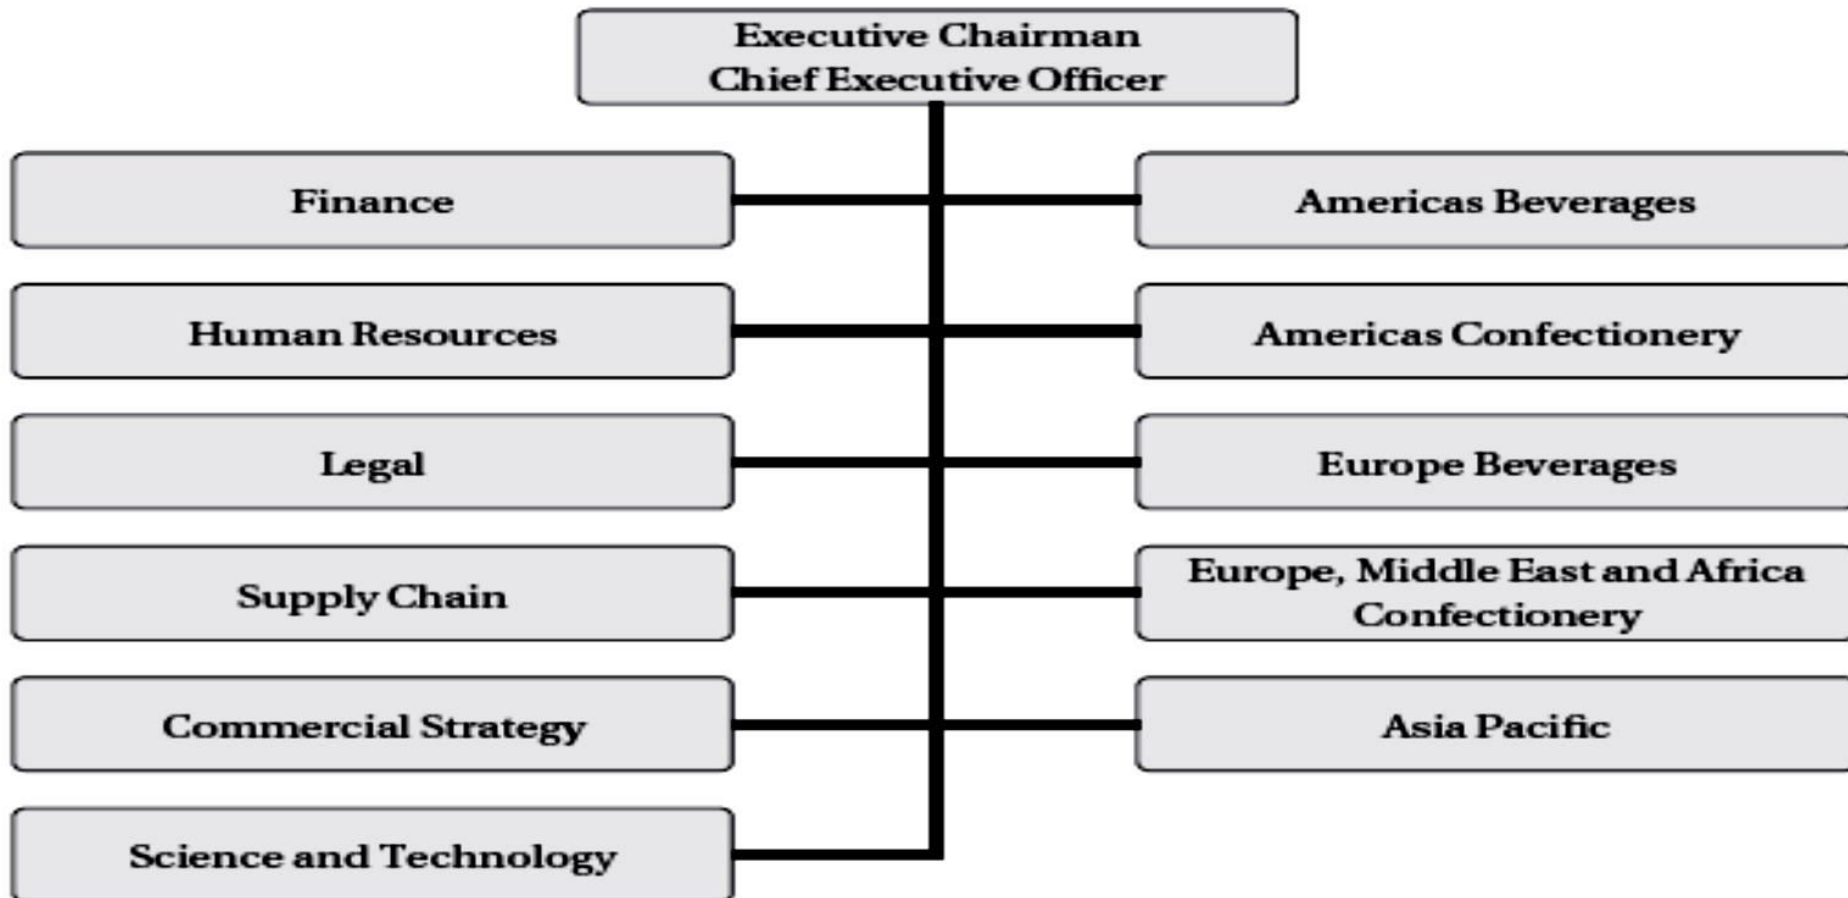 Executive Chairman
Chief Executive Officer
Finance
Americas Beverages
Human Resources
Americas Confectionery
Legal
Europe Beverages
Supply Chain
Europe, Middle East and Africa
Confectionery
Commercial Strategy
Asia Pacific
Science and Technology